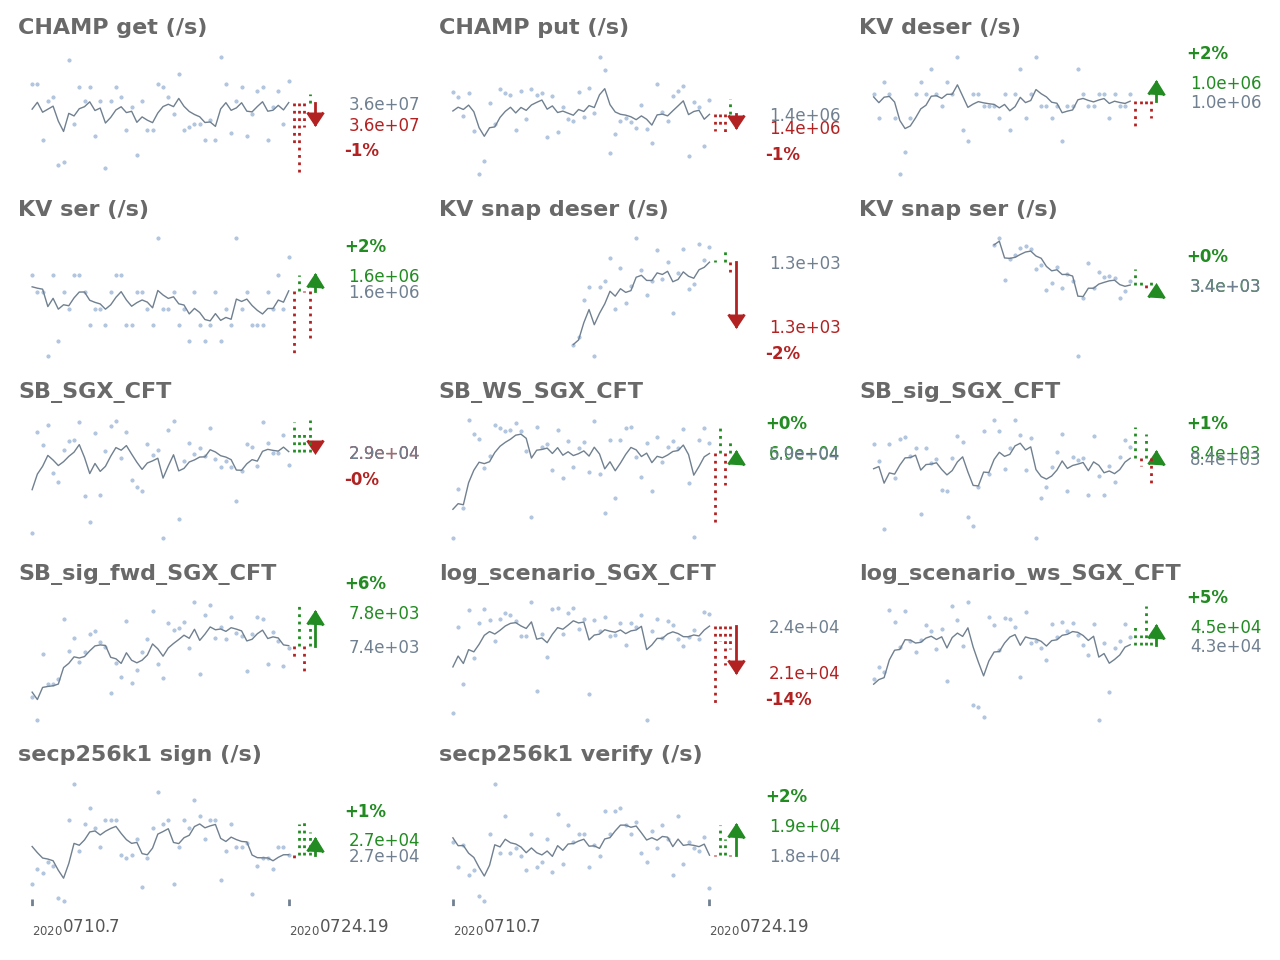 CHAMP get (/s)
3.6e+07
3.6e+07
-1%
CHAMP put (/s)
1.4e+06
1.4e+06
-1%
KV deser (/s)
+2%
1.0e+06
1.0e+06
KV ser (/s)
+2%
1.6e+06
1.6e+06
KV snap deser (/s)
1.3e+03
1.3e+03
-2%
KV snap ser (/s)
+0%
3.4e+03
SB_SGX_CFT
2.9e+04
-0%
SB_WS_SGX_CFT
+0%
SB_sig_SGX_CFT
+1%
8.4e+03
8.4e+03
SB_sig_fwd_SGX_CFT
+6%
7.8e+03
7.4e+03
log_scenario_SGX_CFT
2.4e+04
2.1e+04
-14%
log_scenario_ws_SGX_CFT
+5%
4.5e+04
4.3e+04
secp256k1 sign (/s)
+1%
2.7e+04
2.7e+04
20200710.7
20200724.19
secp256k1 verify (/s)
+2%
1.9e+04
1.8e+04
20200710.7
20200724.19